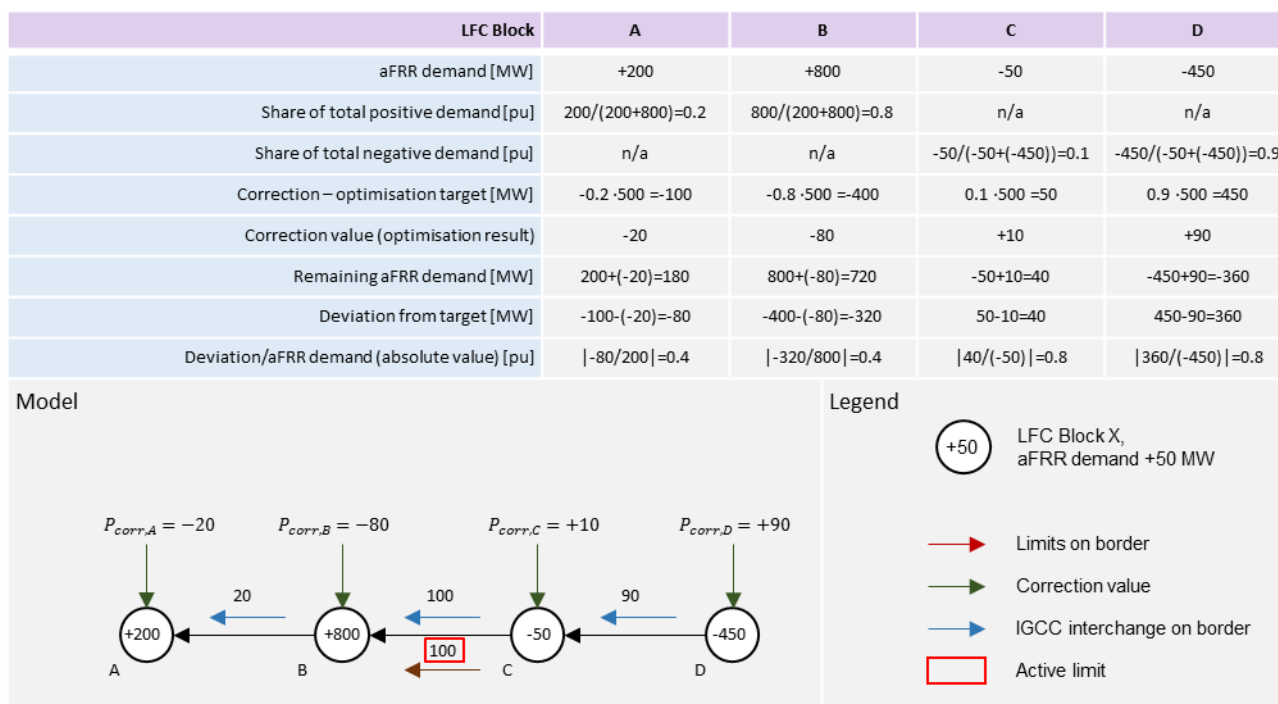 LFC Block A B C D
aFRR demand [MW] +200 +800 -50 -450
Share of total positive demand [pu] 200/(200+800)=0.2 800/(200+800)=0.8 n/a n/a
Share of total negative demand [pu] n/a n/a -50/(-50+(-450))=0.1 -450/(-50+(-450))=0.9
Correction – optimisation target [MW] -0.2 ·500 =-100 -0.8 ·500 =-400 0.1 ·500 =50 0.9 ·500 =450
Correction value (optimisation result) -20 -80 +10 +90
Remaining aFRR demand [MW] 200+(-20)=180 800+(-80)=720 -50+10=40 -450+90=-360
Deviation from target [MW] -100-(-20)=-80 -400-(-80)=-320 50-10=40 450-90=360
Deviation/aFRR demand (absolute value) [pu] |-80/200|=0.4 |-320/800|=0.4 |40/(-50)|=0.8 |360/(-450)|=0.8
Model
P_corr,A = −20 P_corr,B = −80 P_corr,C = +10 P_corr,D = +90
20 100 90
+200 +800 -50 -450
100
A B C D
Legend
+50
LFC Block X,
aFRR demand +50 MW
Limits on border
Correction value
IGCC interchange on border
Active limit